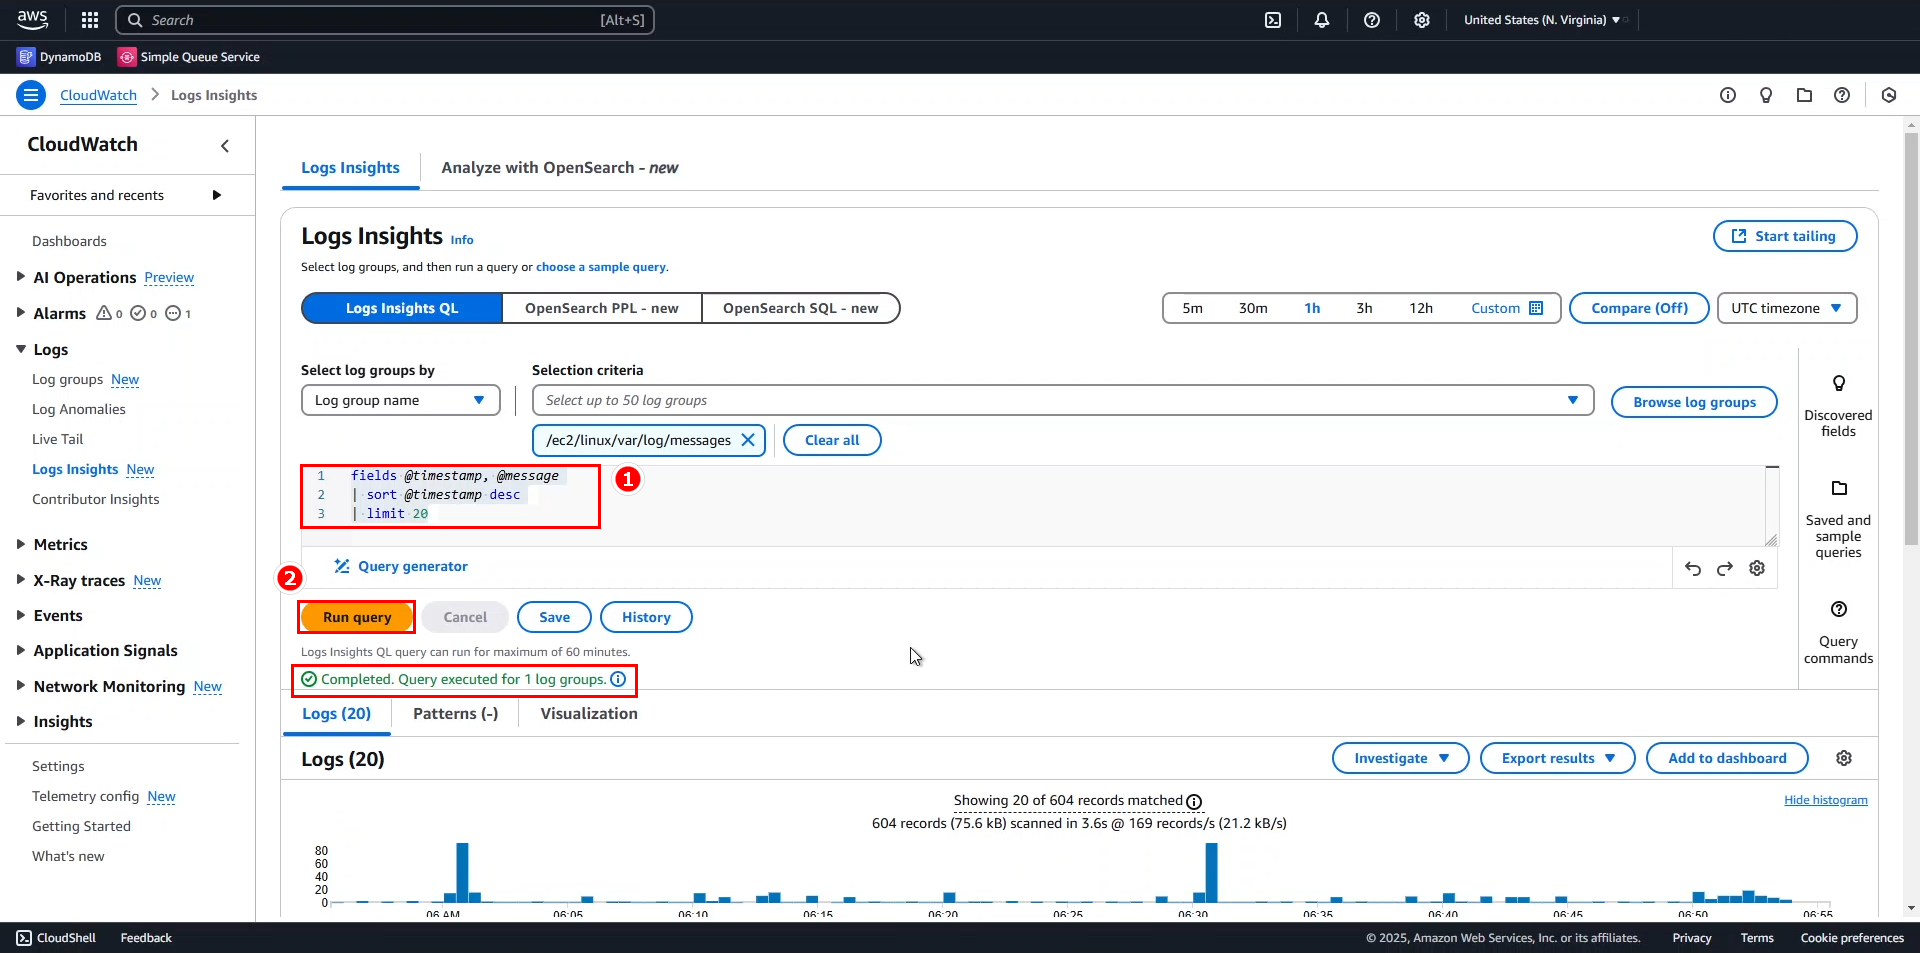 aws
Search [Alt+S]
United States (N. Virginia)
DynamoDB
Simple Queue Service
CloudWatch
Logs Insights
CloudWatch
Favorites and recents
Dashboards
AI Operations Preview
Alarms 0 0 1
Logs
Log groups New
Log Anomalies
Live Tail
Logs Insights New
Contributor Insights
Metrics
X-Ray traces New
Events
Application Signals
Network Monitoring New
Insights
Settings
Telemetry config New
Getting Started
What's new
Logs Insights
Analyze with OpenSearch - new
Logs Insights Info
Start tailing
Select log groups, and then run a query or choose a sample query.
Logs Insights QL
OpenSearch PPL - new
OpenSearch SQL - new
5m 30m 1h 3h 12h Custom
Compare (Off)
UTC timezone
Select log groups by
Selection criteria
Log group name
Select up to 50 log groups
Browse log groups
/ec2/linux/var/log/messages
Clear all
1 fields @timestamp, @message
2 | sort @timestamp desc
3 | limit 20
1
Query generator
2
Run query
Cancel
Save
History
Logs Insights QL query can run for maximum of 60 minutes.
Completed. Query executed for 1 log groups.
Discovered
fields
Saved and
sample
queries
Query
commands
Logs (20)
Patterns (-)
Visualization
Logs (20)
Investigate
Export results
Add to dashboard
Showing 20 of 604 records matched
Hide histogram
604 records (75.6 kB) scanned in 3.6s @ 169 records/s (21.2 kB/s)
80
60
40
20
0
06 AM 06:05 06:10 06:15 06:20 06:25 06:30 06:35 06:40 06:45 06:50 06:55
CloudShell
Feedback
© 2025, Amazon Web Services, Inc. or its affiliates.
Privacy
Terms
Cookie preferences